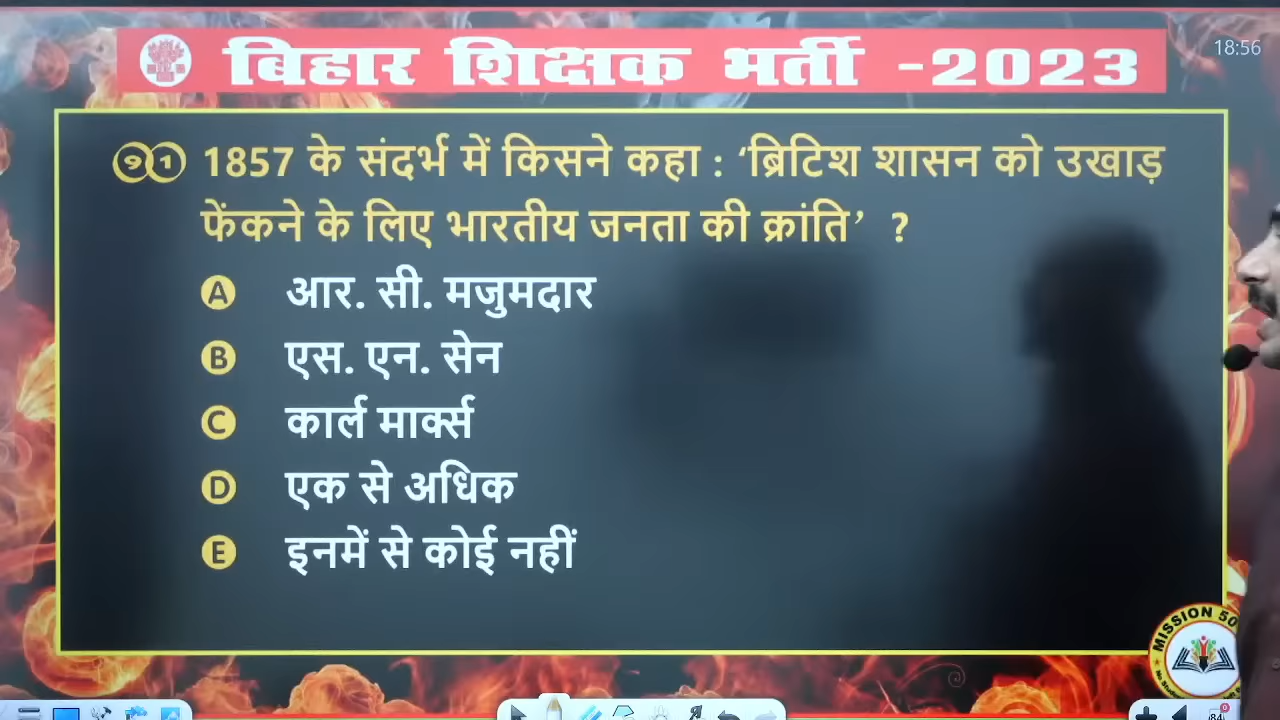 बिहार शिक्षक भर्ती -2023
18:56
91 1857 के संदर्भ में किसने कहा : ‘ब्रिटिश शासन को उखाड़
फेंकने के लिए भारतीय जनता की क्रांति’ ?
A आर. सी. मजुमदार
B एस. एन. सेन
C कार्ल मार्क्स
D एक से अधिक
E इनमें से कोई नहीं
MISSION 50